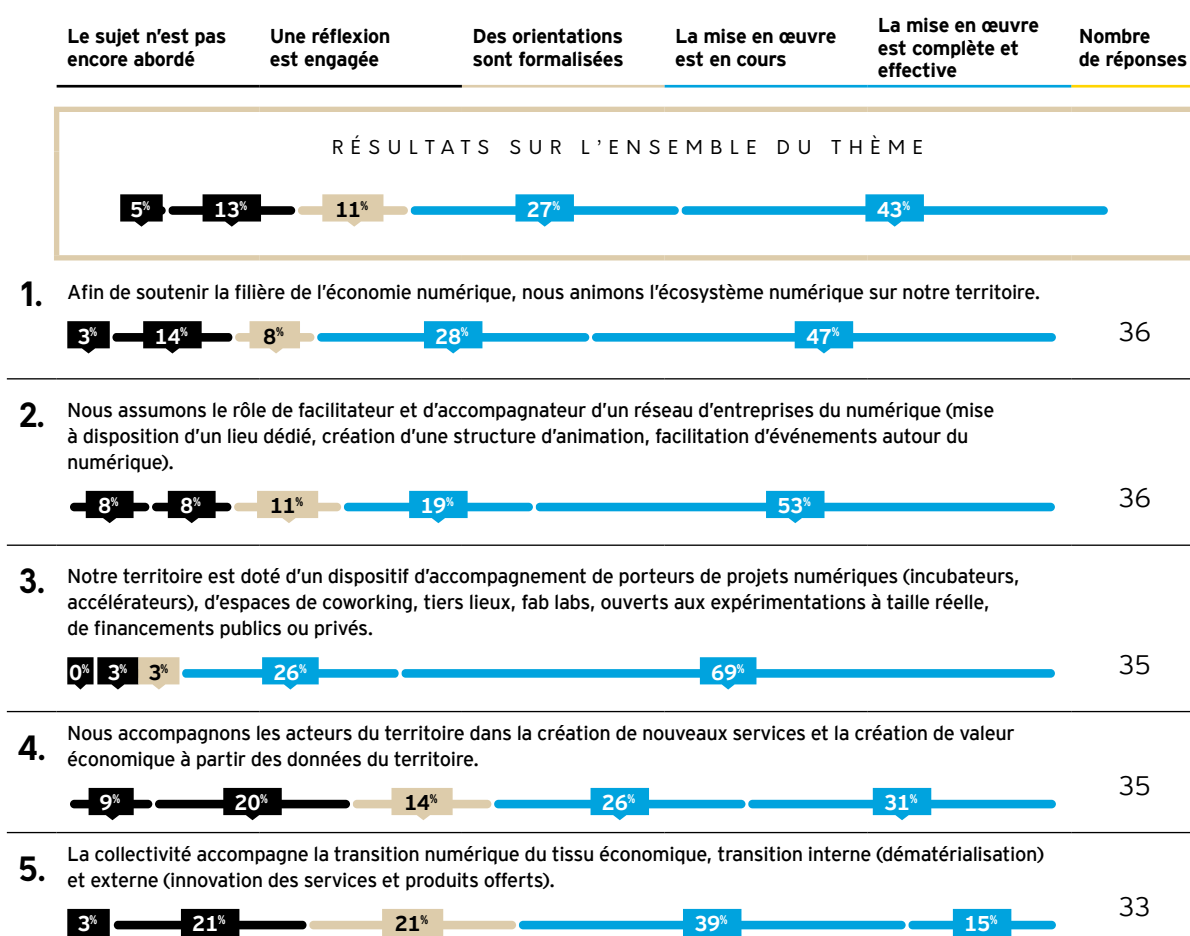 Le sujet n'est pas
encore abordé
Une réflexion
est engagée
Des orientations
sont formalisées
La mise en œuvre
est en cours
La mise en œuvre
est complète et
effective
Nombre
de réponses
RÉSULTATS SUR L'ENSEMBLE DU THÈME
5% 13% 11% 27% 43%
1. Afin de soutenir la filière de l'économie numérique, nous animons l'écosystème numérique sur notre territoire.
3% 14% 8% 28% 47% 36
2. Nous assumons le rôle de facilitateur et d'accompagnateur d'un réseau d'entreprises du numérique (mise
à disposition d'un lieu dédié, création d'une structure d'animation, facilitation d'événements autour du
numérique).
8% 8% 11% 19% 53% 36
3. Notre territoire est doté d'un dispositif d'accompagnement de porteurs de projets numériques (incubateurs,
accélérateurs), d'espaces de coworking, tiers lieux, fab labs, ouverts aux expérimentations à taille réelle,
de financements publics ou privés.
0% 3% 3% 26% 69% 35
4. Nous accompagnons les acteurs du territoire dans la création de nouveaux services et la création de valeur
économique à partir des données du territoire.
9% 20% 14% 26% 31% 35
5. La collectivité accompagne la transition numérique du tissu économique, transition interne (dématérialisation)
et externe (innovation des services et produits offerts).
3% 21% 21% 39% 15% 33